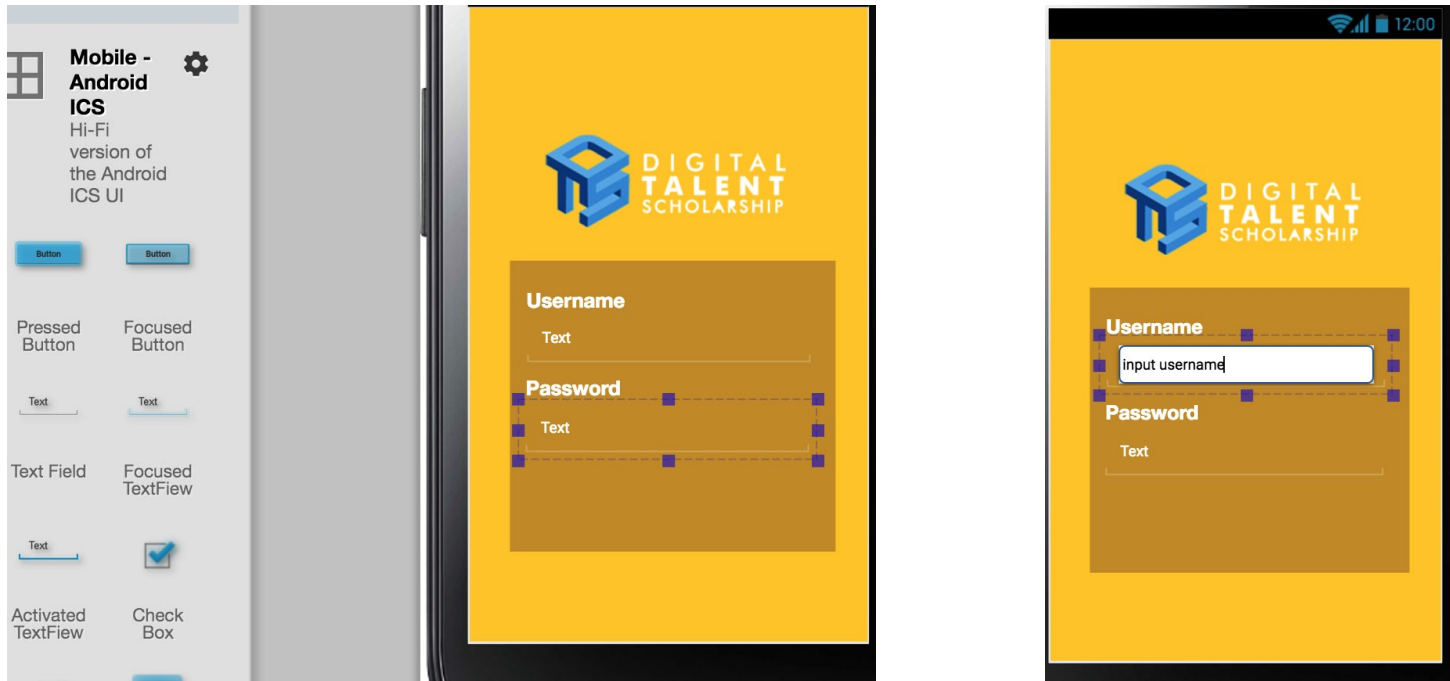 Mobile -
Android
ICS
Hi-Fi
version of
the Android
ICS UI
Button
Button
Pressed
Button
Focused
Button
Text
Text
Text Field
Focused
TextFiew
Text
Activated
TextFiew
Check
Box
DIGITAL
TALENT
SCHOLARSHIP
Username
Text
Password
Text
12:00
DIGITAL
TALENT
SCHOLARSHIP
Username
input username
Password
Text